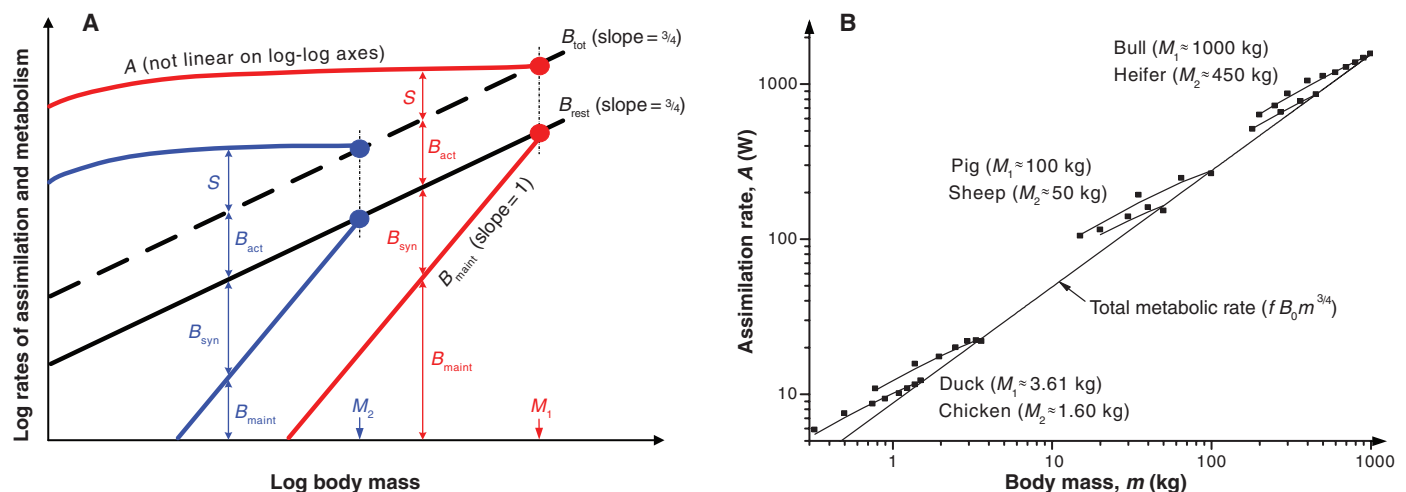 A
Log rates of assimilation and metabolism
A (not linear on log-log axes)
B_tot (slope = 3/4)
B_rest (slope = 3/4)
S
B_act
B_syn
B_maint
S
B_act
B_syn
B_maint
B_maint (slope = 1)
M_2
M_1
Log body mass
B
Assimilation rate, A (W)
1000
100
10
Bull (M_1≈ 1000 kg)
Heifer (M_2≈ 450 kg)
Pig (M_1≈ 100 kg)
Sheep (M_2≈ 50 kg)
Total metabolic rate (f B_0m^3/4)
Duck (M_1≈ 3.61 kg)
Chicken (M_2≈ 1.60 kg)
1
10
100
1000
Body mass, m (kg)